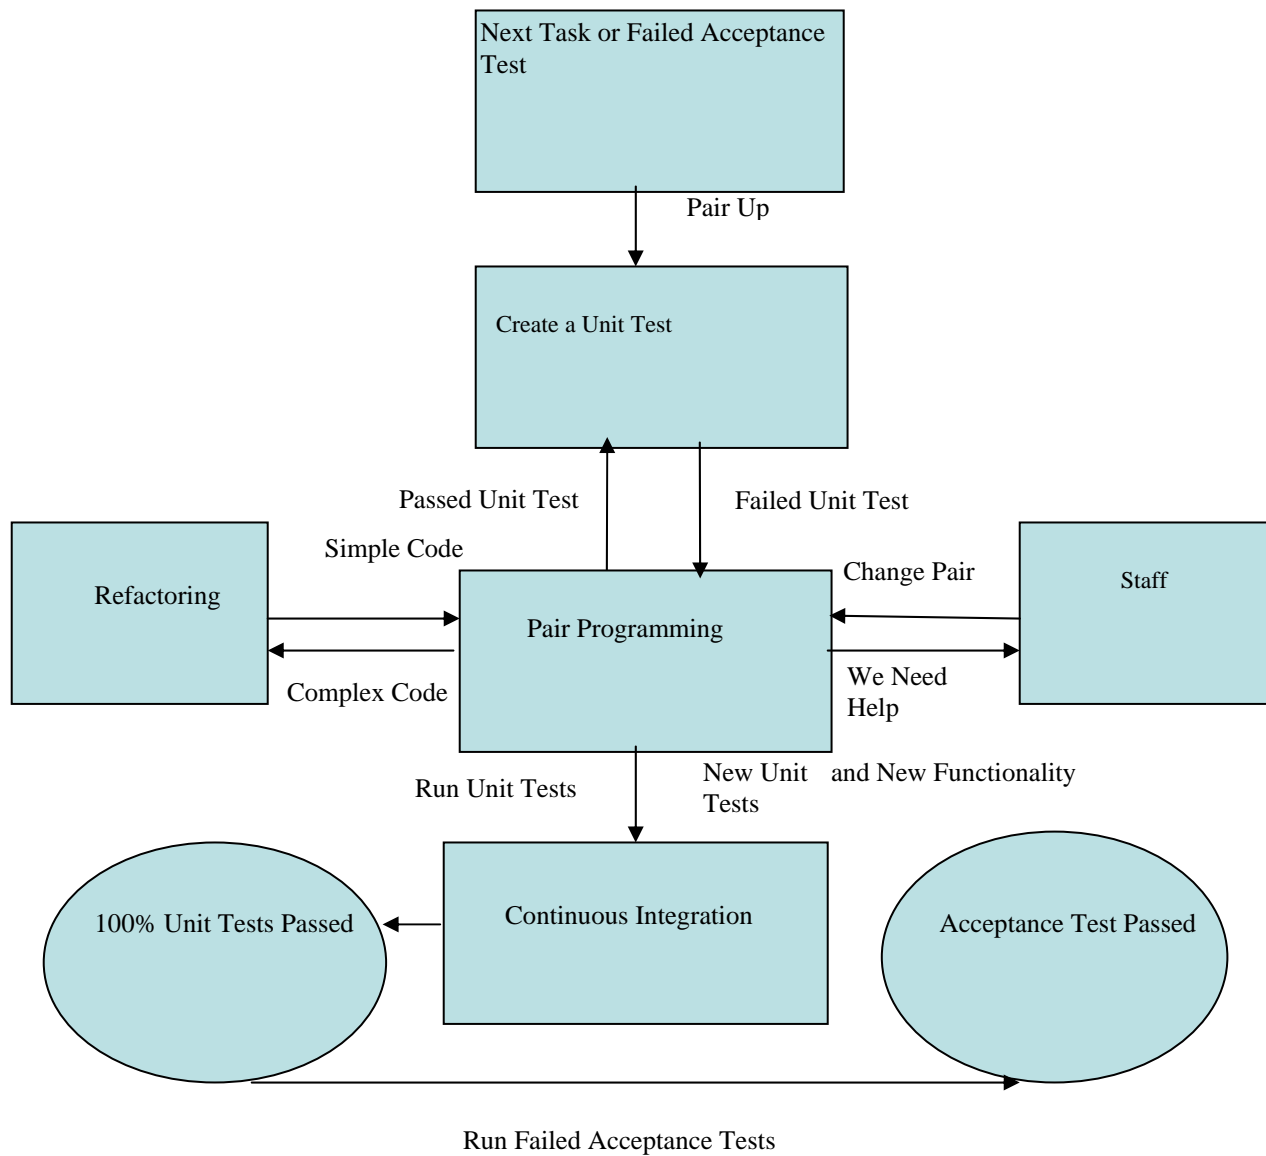 Next Task or Failed Acceptance
Test
Pair Up
Create a Unit Test
Passed Unit Test
Failed Unit Test
Simple Code
Change Pair
Staff
Refactoring
Pair Programming
Complex Code
We Need
Help
Run Unit Tests
New Unit and New Functionality
Tests
100% Unit Tests Passed
Continuous Integration
Acceptance Test Passed
Run Failed Acceptance Tests